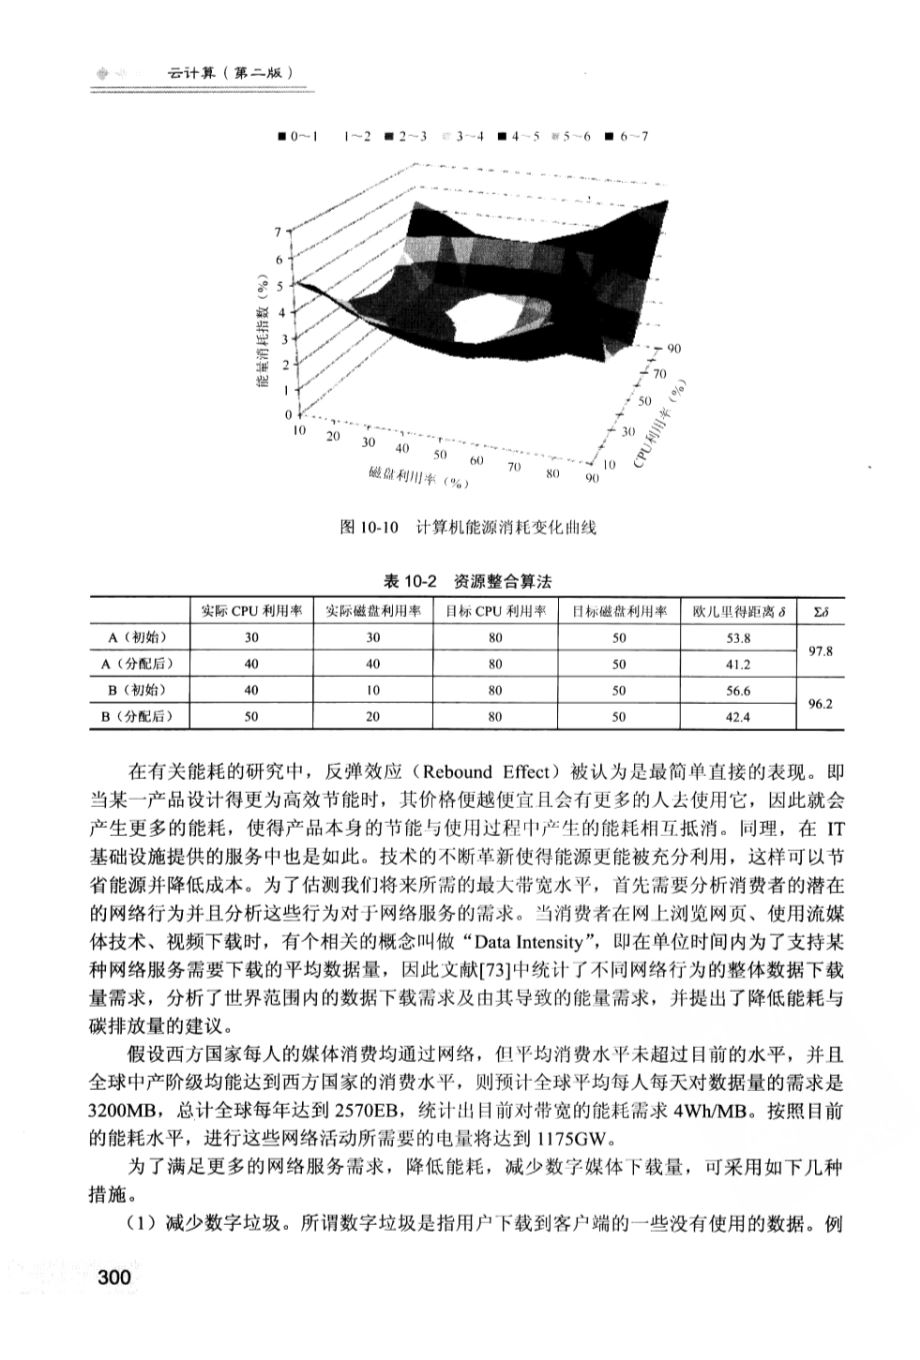 云计算（第二版）
■0～1 1～2 ■2～3 3～4 ■4～5 5～6 ■6～7
7
6
5
4
3
2
1
0
能量消耗指数（%）
10 20 30 40 50 60 70 80 90
磁盘利用率（%）
10 30 50 70 90
CPU利用率（%）
图 10-10 计算机能源消耗变化曲线
表 10-2 资源整合算法
实际 CPU 利用率 实际磁盘利用率 目标 CPU 利用率 目标磁盘利用率 欧几里得距离 δ Σδ
A（初始） 30 30 80 50 53.8 97.8
A（分配后） 40 40 80 50 41.2
B（初始） 40 10 80 50 56.6 96.2
B（分配后） 50 20 80 50 42.4
在有关能耗的研究中，反弹效应（Rebound Effect）被认为是最简单直接的表现。即
当某一产品设计得更为高效节能时，其价格便越便宜且会有更多的人去使用它，因此就会
产生更多的能耗，使得产品本身的节能与使用过程中产生的能耗相互抵消。同理，在 IT
基础设施提供的服务中也是如此。技术的不断革新使得能源更能被充分利用，这样可以节
省能源并降低成本。为了估测我们将来所需的最大带宽水平，首先需要分析消费者的潜在
的网络行为并且分析这些行为对于网络服务的需求。当消费者在网上浏览网页、使用流媒
体技术、视频下载时，有个相关的概念叫做“Data Intensity”，即在单位时间内为了支持某
种网络服务需要下载的平均数据量，因此文献[73]中统计了不同网络行为的整体数据下载
量需求，分析了世界范围内的数据下载需求及由其导致的能量需求，并提出了降低能耗与
碳排放量的建议。
假设西方国家每人的媒体消费均通过网络，但平均消费水平未超过目前的水平，并且
全球中产阶级均能达到西方国家的消费水平，则预计全球平均每人每天对数据量的需求是
3200MB，总计全球每年达到 2570EB，统计出目前对带宽的能耗需求 4Wh/MB。按照目前
的能耗水平，进行这些网络活动所需要的电量将达到 1175GW。
为了满足更多的网络服务需求，降低能耗，减少数字媒体下载量，可采用如下几种
措施。
（1）减少数字垃圾。所谓数字垃圾是指用户下载到客户端的一些没有使用的数据。例
300